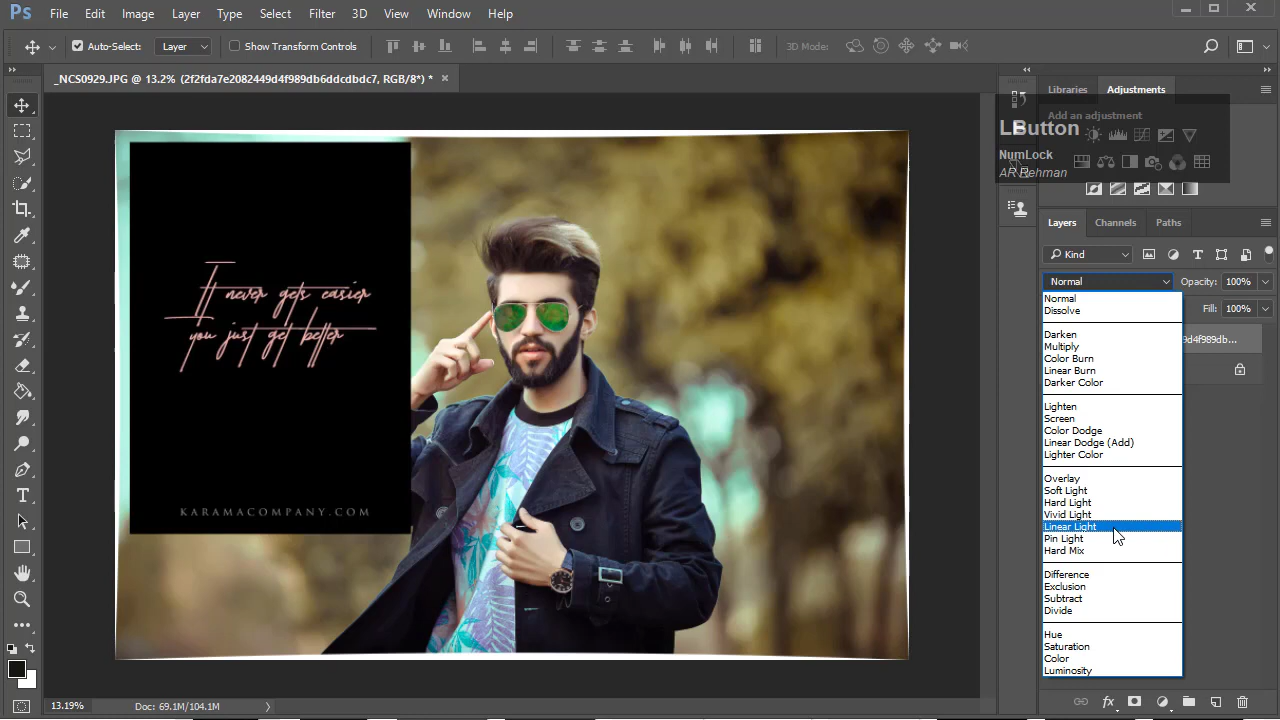 Ps File Edit Image Layer Type Select Filter 3D View Window Help
Auto-Select: Layer Show Transform Controls 3D Mode:
_NCS0929.JPG @ 13.2% (2f2fda7e2082449d4f989db6ddcdbdc7, RGB/8*) * ×
Libraries Adjustments
Add an adjustment
LButton
NumLock
AR Rehman
Layers Channels Paths
Kind
Normal Opacity: 100%
Fill: 100%
9d4f989db...
Normal
Dissolve
Darken
Multiply
Color Burn
Linear Burn
Darker Color
Lighten
Screen
Color Dodge
Linear Dodge (Add)
Lighter Color
Overlay
Soft Light
Hard Light
Vivid Light
Linear Light
Pin Light
Hard Mix
Difference
Exclusion
Subtract
Divide
Hue
Saturation
Color
Luminosity
It never gets easier
you just get better
KARAMACOMPANY.COM
13.19% Doc: 69.1M/104.1M